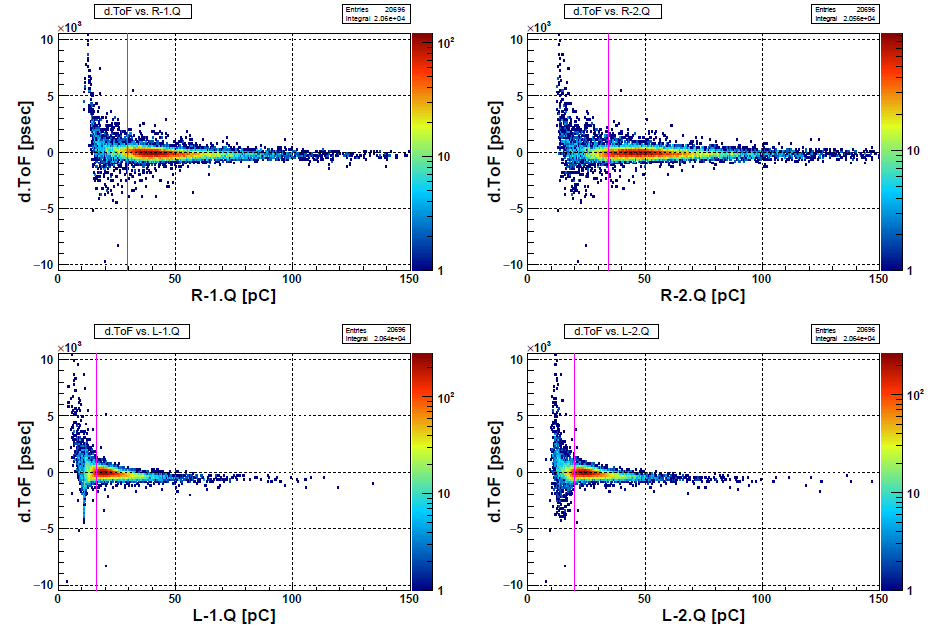 d.ToF vs. R-1.Q
Entries 20696
Integral 2.06e+04
×10³
d.ToF [psec]
10
5
0
−5
−10
0
50
100
150
R-1.Q [pC]
10²
10
1
d.ToF vs. R-2.Q
Entries 20696
Integral 2.056e+04
×10³
d.ToF [psec]
10
5
0
−5
−10
0
50
100
150
R-2.Q [pC]
10
1
d.ToF vs. L-1.Q
Entries 20696
Integral 2.064e+04
×10³
d.ToF [psec]
10
5
0
−5
−10
0
50
100
150
L-1.Q [pC]
10²
10
1
d.ToF vs. L-2.Q
Entries 20696
Integral 2.064e+04
×10³
d.ToF [psec]
10
5
0
−5
−10
0
50
100
150
L-2.Q [pC]
10²
10
1